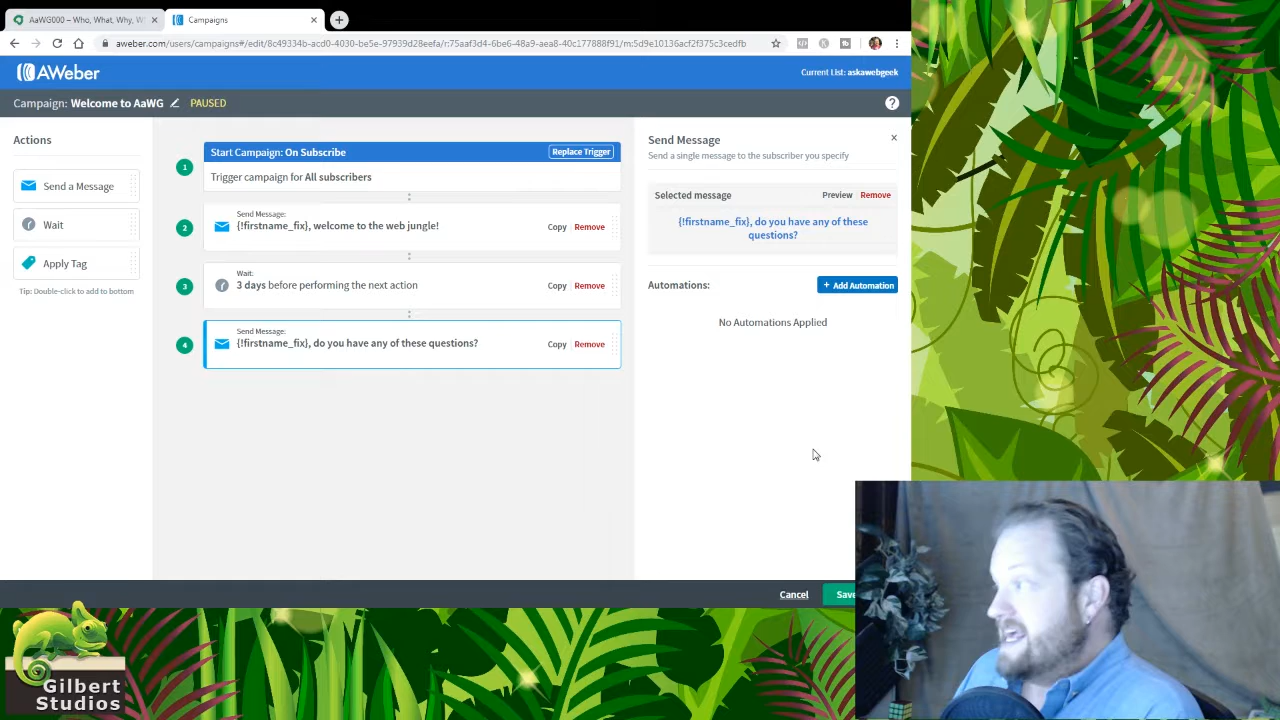 AaWG000 – Who, What, Why, W
Campaigns
aweber.com/users/campaigns#/edit/8c49334b-acd0-4030-be5e-97939d28eefa/r:75aaf3d4-6be6-48a9-aea8-40c177888f91/m:5d9e10136acf2f375c3cedfb
AWeber
Current List: askawebgeek
Campaign: Welcome to AaWG PAUSED
?
Actions
Send a Message
Wait
Apply Tag
Tip: Double-click to add to bottom
1
Start Campaign: On Subscribe Replace Trigger
Trigger campaign for All subscribers
2
Send Message:
{!firstname_fix}, welcome to the web jungle! Copy Remove
3
Wait:
3 days before performing the next action Copy Remove
4
Send Message:
{!firstname_fix}, do you have any of these questions? Copy Remove
Send Message
Send a single message to the subscriber you specify
Selected message Preview Remove
{!firstname_fix}, do you have any of these
questions?
Automations: + Add Automation
No Automations Applied
Cancel Save
Gilbert
Studios